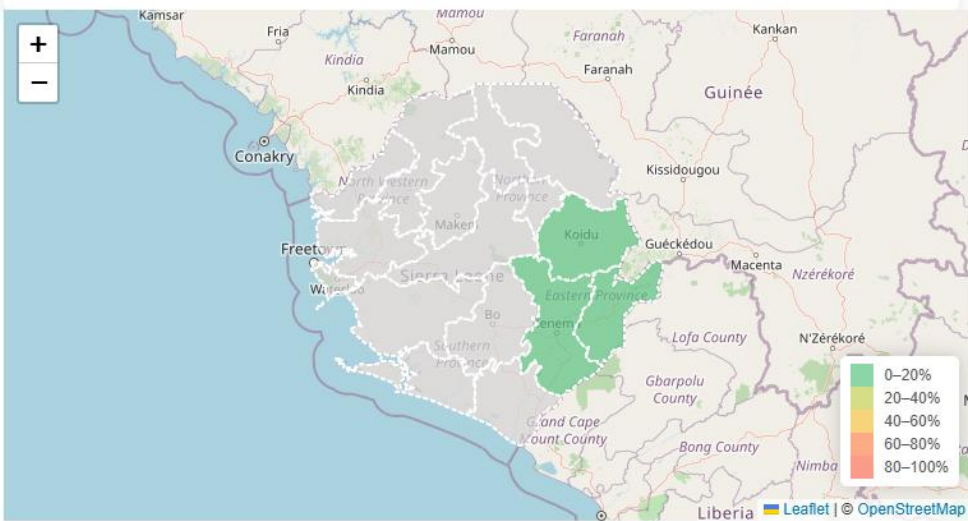 +
−
Kamsar
Fria
Mamou
Mamou
Kindia
Kindia
Faranah
Faranah
Kankan
Guinée
Conakry
Kissidougou
North Western
Province
Northern
Province
Makeni
Koidu
Guéckédou
Freetown
Macenta
Nzérékoré
Sierra Leone
Waterloo
Eastern Province
Bo
Kenema
Southern
Province
Lofa County
N'Zérékoré
Gbarpolu
County
Grand Cape
Mount County
Bong County
Nimba
Liberia
0–20%
20–40%
40–60%
60–80%
80–100%
Leaflet | © OpenStreetMap